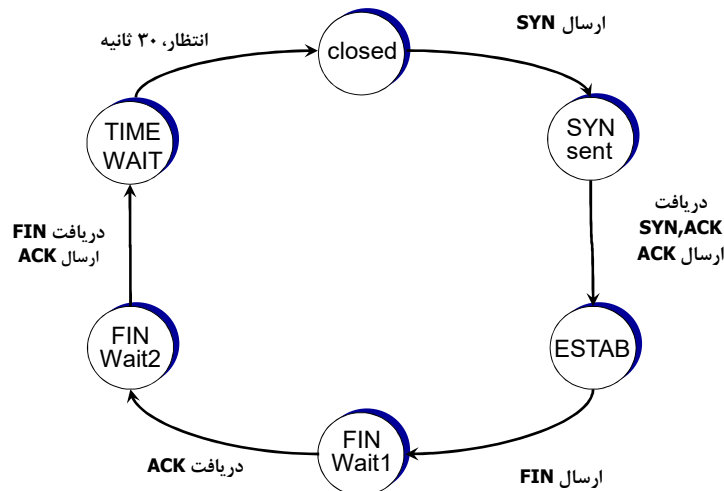 ارسال SYN
انتظار، ۳۰ ثانیه
closed
TIME
WAIT
SYN
sent
دریافت
SYN,ACK
ارسال ACK
دریافت FIN
ارسال ACK
FIN
Wait2
ESTAB
FIN
Wait1
دریافت ACK
ارسال FIN